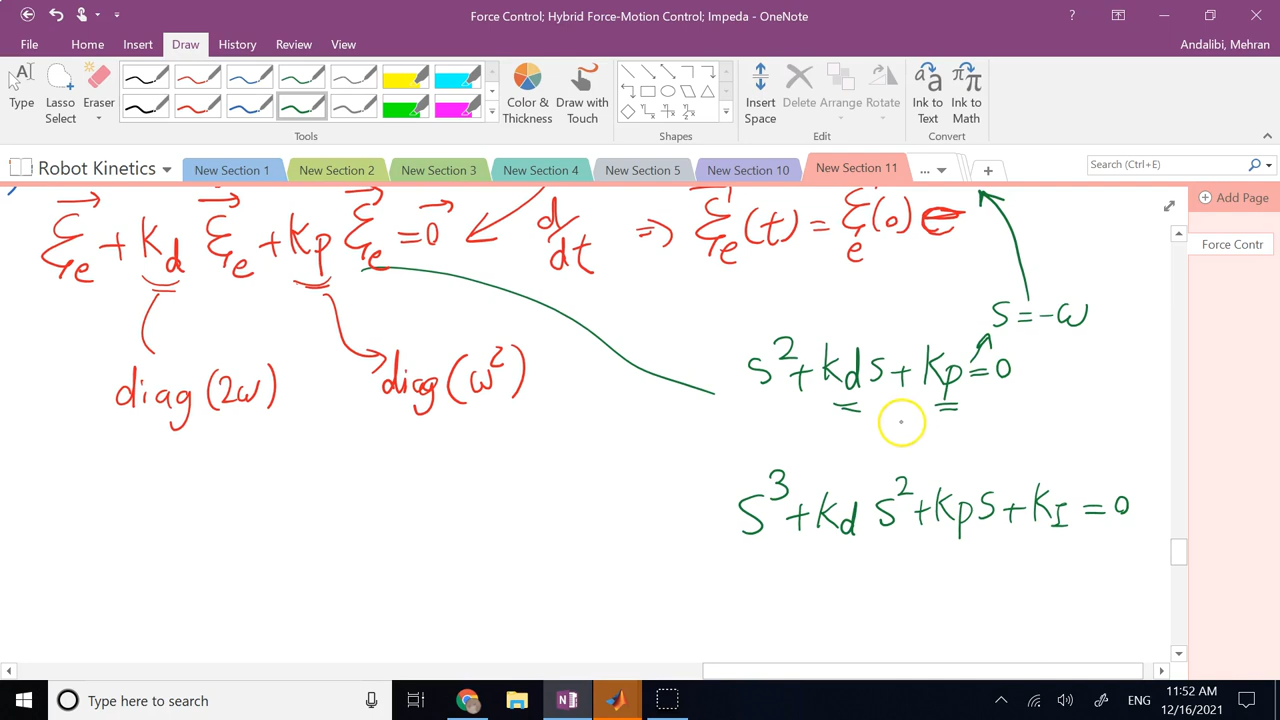 Force Control; Hybrid Force-Motion Control; Impeda - OneNote
?
File Home Insert Draw History Review View
Andalibi, Mehran
Type
Lasso Select
Eraser
Color & Thickness
Draw with Touch
Insert Space
Delete
Arrange
Rotate
Ink to Text
Ink to Math
Tools
Shapes
Edit
Convert
Robot Kinetics
New Section 1
New Section 2
New Section 3
New Section 4
New Section 5
New Section 10
New Section 11
...
Search (Ctrl+E)
Add Page
Force Contr
ξe + Kd ξe + Kp ξe = 0 d/dt ⇒ ξe(t) = ξe(0) e
s = -ω
s² + Kd s + Kp = 0
diag(2ω) diag(ω²)
s³ + Kd s² + Kp s + KI = 0
Type here to search
ENG
11:52 AM
12/16/2021